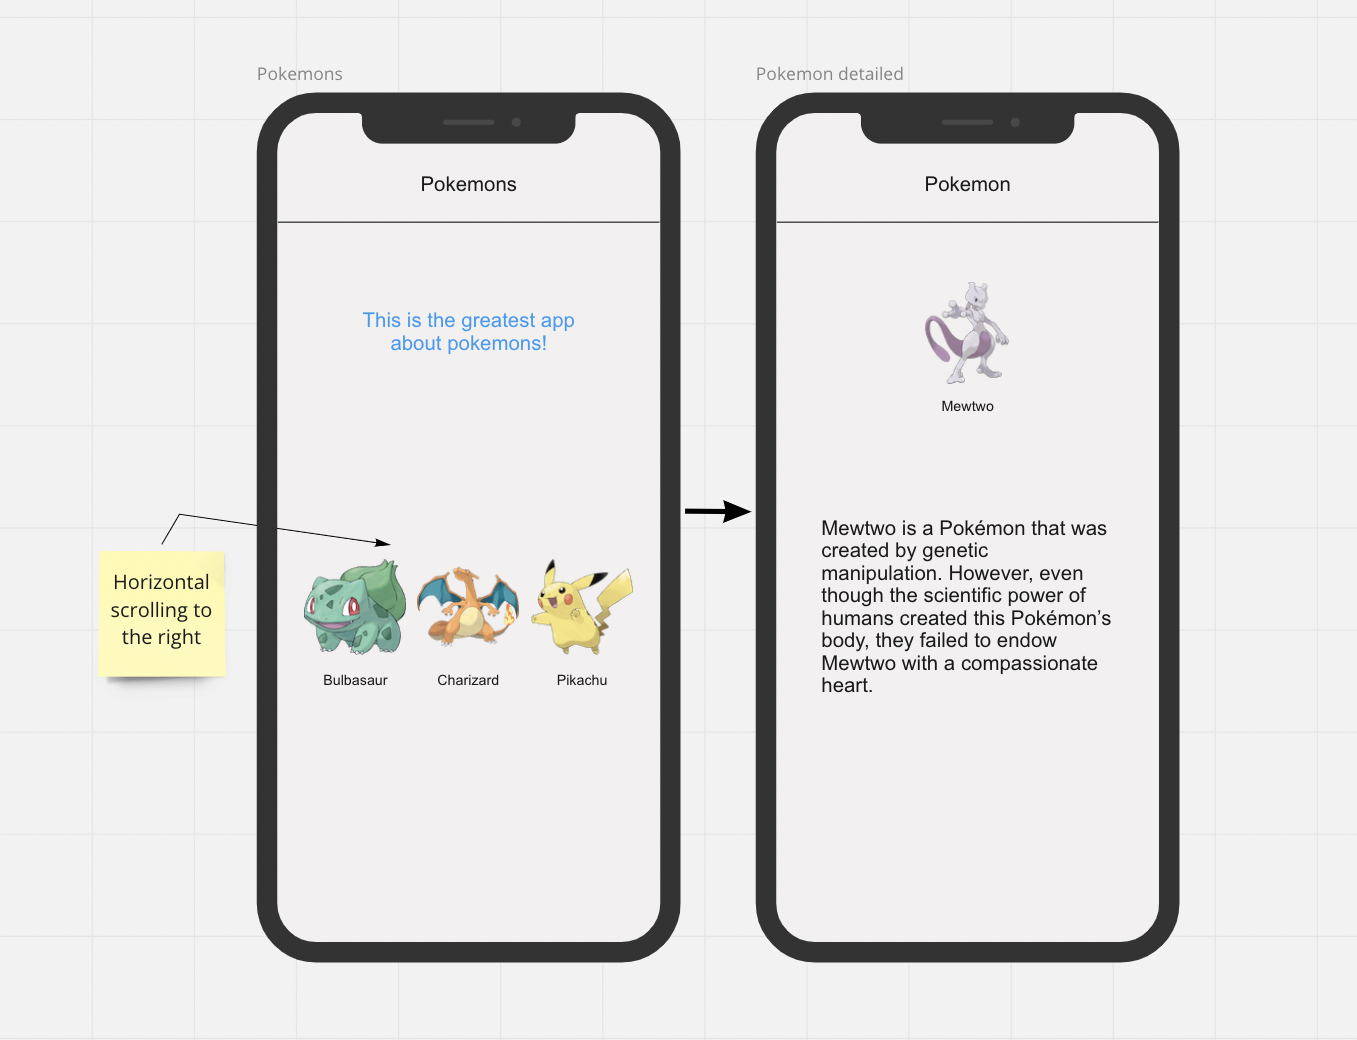 Pokemons
Pokemon detailed
Pokemons
This is the greatest app
about pokemons!
Horizontal
scrolling to
the right
Bulbasaur
Charizard
Pikachu
Pokemon
Mewtwo
Mewtwo is a Pokémon that was
created by genetic
manipulation. However, even
though the scientific power of
humans created this Pokémon’s
body, they failed to endow
Mewtwo with a compassionate
heart.